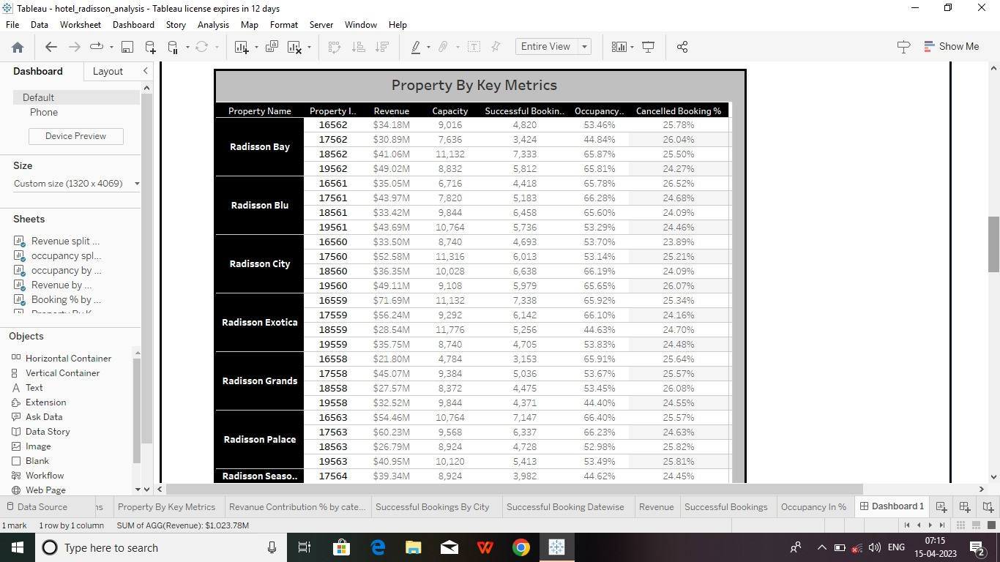 Tableau - hotel_radisson_analysis - Tableau license expires in 12 days
File Data Worksheet Dashboard Story Analysis Map Format Server Window Help
Entire View
Show Me
Dashboard Layout
Default
Phone
Device Preview
Size
Custom size (1320 x 4069)
Sheets
Revenue split ...
occupancy spl...
occupancy by ...
Revenue by ...
Booking % by ...
Objects
Horizontal Container
Vertical Container
A Text
Extension
Ask Data
Data Story
Image
Blank
Workflow
Web Page
Property By Key Metrics
Property Name Property I.. Revenue Capacity Successful Bookin.. Occupancy.. Cancelled Booking %
Radisson Bay
16562 $34.18M 9,016 4,820 53.46% 25.78%
17562 $30.89M 7,636 3,424 44.84% 26.04%
18562 $41.06M 11,132 7,333 65.87% 25.50%
19562 $49.02M 8,832 5,812 65.81% 24.27%
Radisson Blu
16561 $35.05M 6,716 4,418 65.78% 26.52%
17561 $43.97M 7,820 5,183 66.28% 24.68%
18561 $33.42M 9,844 6,458 65.60% 24.09%
19561 $43.69M 10,764 5,736 53.29% 24.46%
Radisson City
16560 $33.50M 8,740 4,693 53.70% 23.89%
17560 $52.58M 11,316 6,013 53.14% 25.21%
18560 $36.35M 10,028 6,638 66.19% 24.09%
19560 $49.11M 9,108 5,979 65.65% 26.07%
Radisson Exotica
16559 $71.69M 11,132 7,338 65.92% 25.34%
17559 $56.24M 9,292 6,142 66.10% 24.16%
18559 $28.54M 11,776 5,256 44.63% 24.70%
19559 $35.75M 8,740 4,705 53.83% 24.48%
Radisson Grands
16558 $21.80M 4,784 3,153 65.91% 25.64%
17558 $45.07M 9,384 5,036 53.67% 25.57%
18558 $27.57M 8,372 4,475 53.45% 26.08%
19558 $32.52M 9,844 4,371 44.40% 24.55%
Radisson Palace
16563 $54.46M 10,764 7,147 66.40% 25.57%
17563 $60.23M 9,568 6,337 66.23% 24.63%
18563 $26.79M 8,924 4,728 52.98% 25.82%
19563 $40.95M 10,120 5,413 53.49% 25.81%
Radisson Seaso.. 17564 $39.34M 8,924 3,982 44.62% 24.45%
Data Source ns Property By Key Metrics Revanue Contribution % by cate... Successful Bookings By City Successful Booking Datewise Revenue Successful Bookings Occupancy In % Dashboard 1
1 mark 1 row by 1 column SUM of AGG(Revenue): $1,023.78M
Type here to search
ENG
07:15
15-04-2023
2